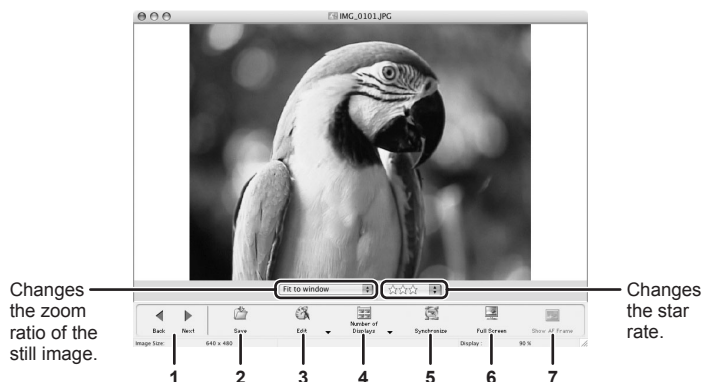 IMG_0101.JPG
Changes
the zoom
ratio of the
still image.
Fit to window
Changes
the star
rate.
Back
Next
Save
Edit
Number of
Displays
Synchronize
Full Screen
Show AF Frame
Image Size:
640 x 480
Display :
90 %
1
2
3
4
5
6
7